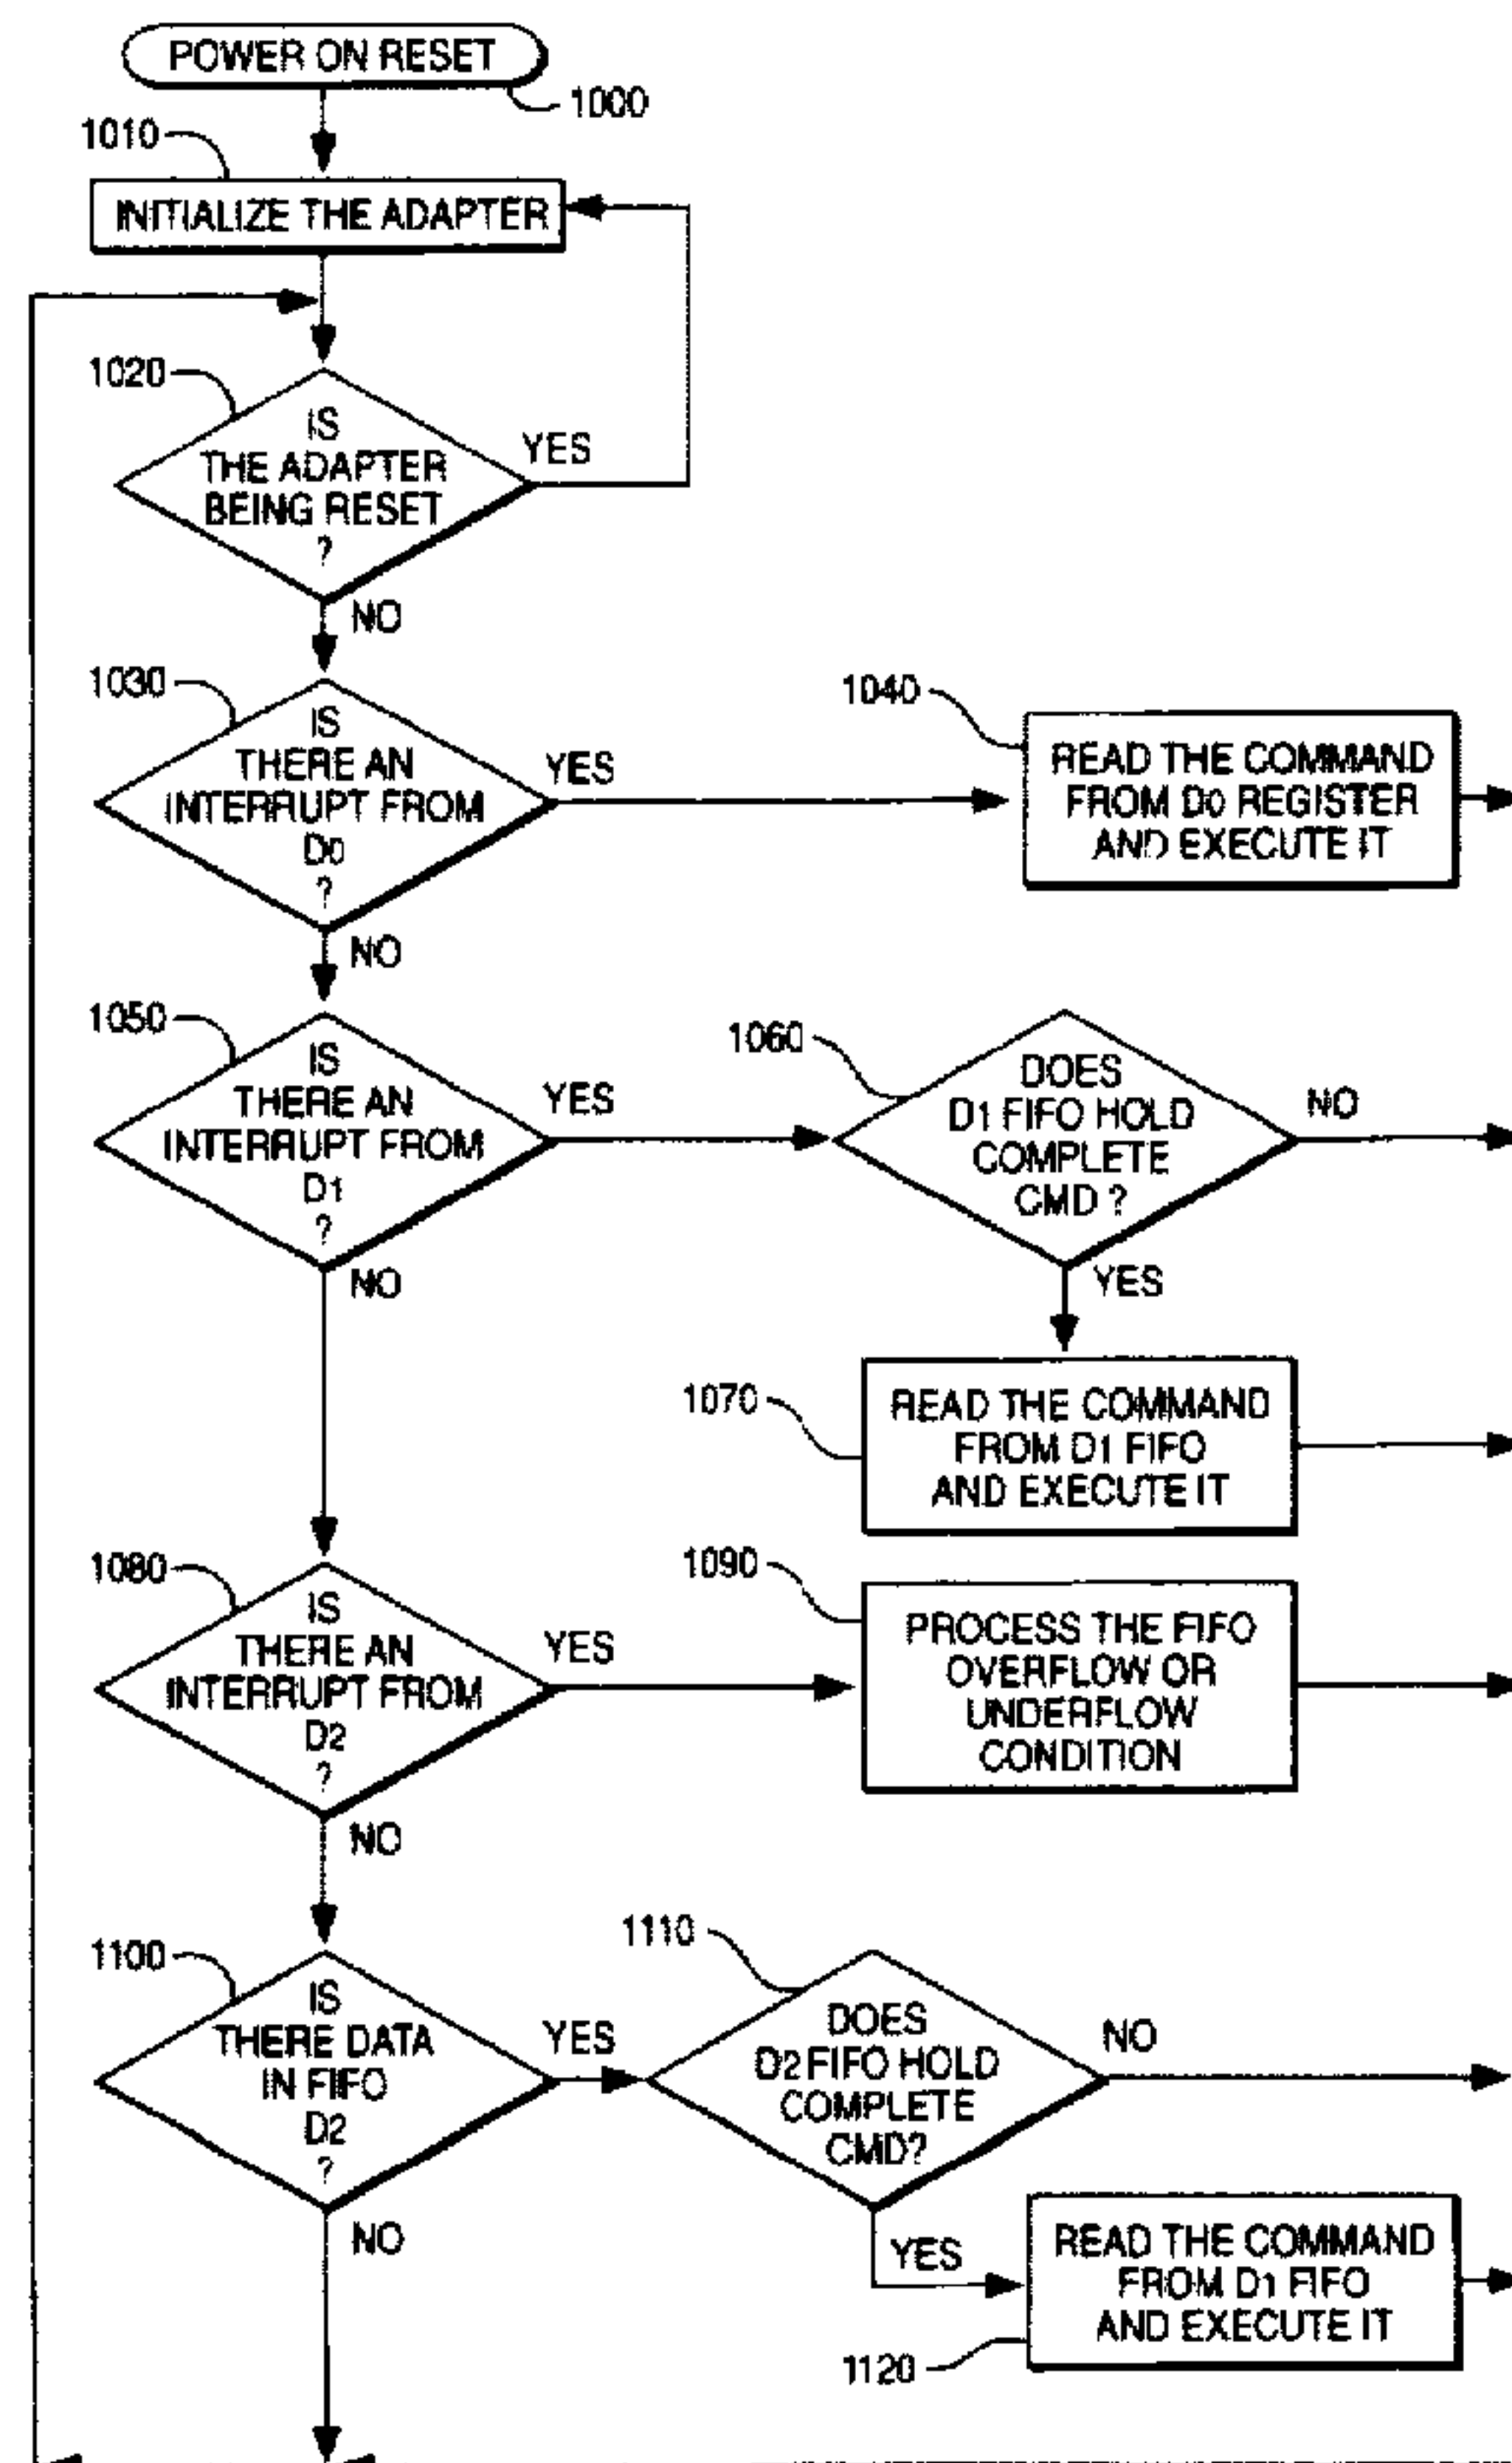 POWER ON RESET
1000
1010
INITIALIZE THE ADAPTER
1020
IS
THE ADAPTER
BEING RESET
?
YES
NO
1030
IS
THERE AN
INTERRUPT FROM
D0
?
YES
NO
1040
READ THE COMMAND
FROM D0 REGISTER
AND EXECUTE IT
1050
IS
THERE AN
INTERRUPT FROM
D1
?
YES
NO
1060
DOES
D1 FIFO HOLD
COMPLETE
CMD ?
NO
YES
1070
READ THE COMMAND
FROM D1 FIFO
AND EXECUTE IT
1080
IS
THERE AN
INTERRUPT FROM
D2
?
YES
NO
1090
PROCESS THE FIFO
OVERFLOW OR
UNDERFLOW
CONDITION
1100
IS
THERE DATA
IN FIFO
D2
?
YES
NO
1110
DOES
D2 FIFO HOLD
COMPLETE
CMD?
NO
YES
READ THE COMMAND
FROM D1 FIFO
AND EXECUTE IT
1120